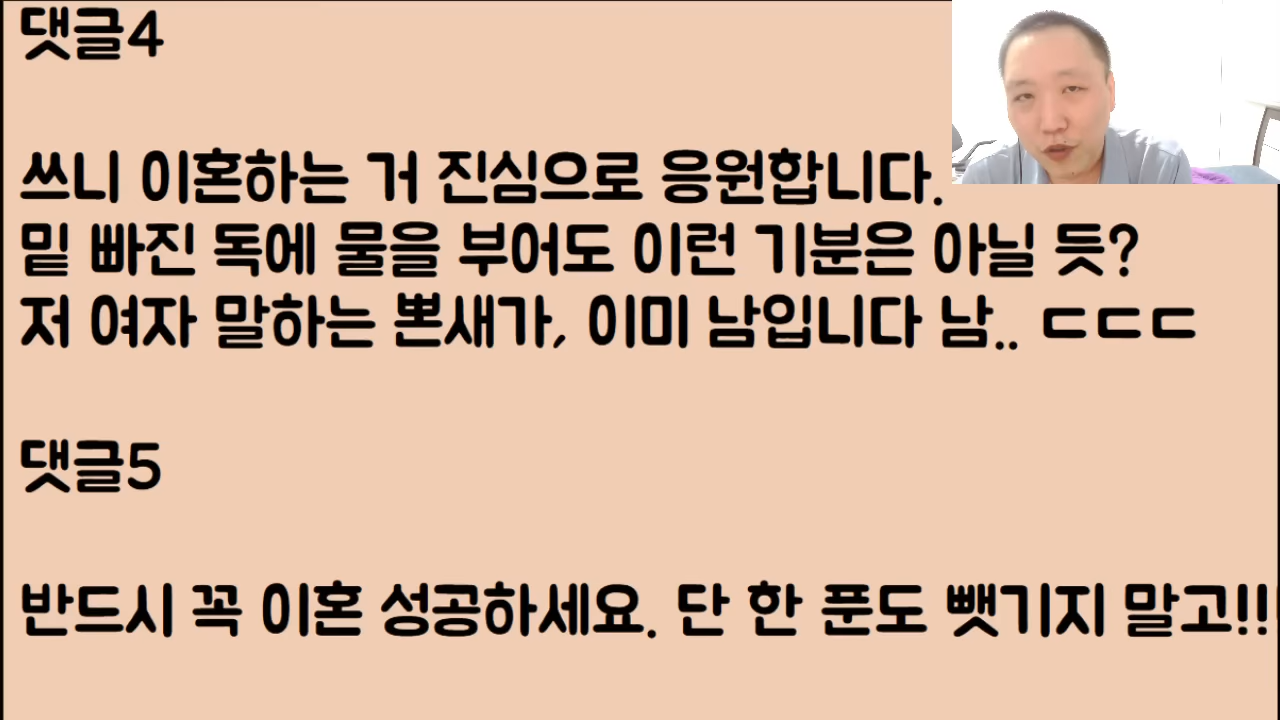 댓글4
쓰니 이혼하는 거 진심으로 응원합니다.
밑 빠진 독에 물을 부어도 이런 기분은 아닐 듯?
저 여자 말하는 뽄새가, 이미 남입니다 남.. ㄷㄷㄷ
댓글5
반드시 꼭 이혼 성공하세요. 단 한 푼도 뺏기지 말고!!